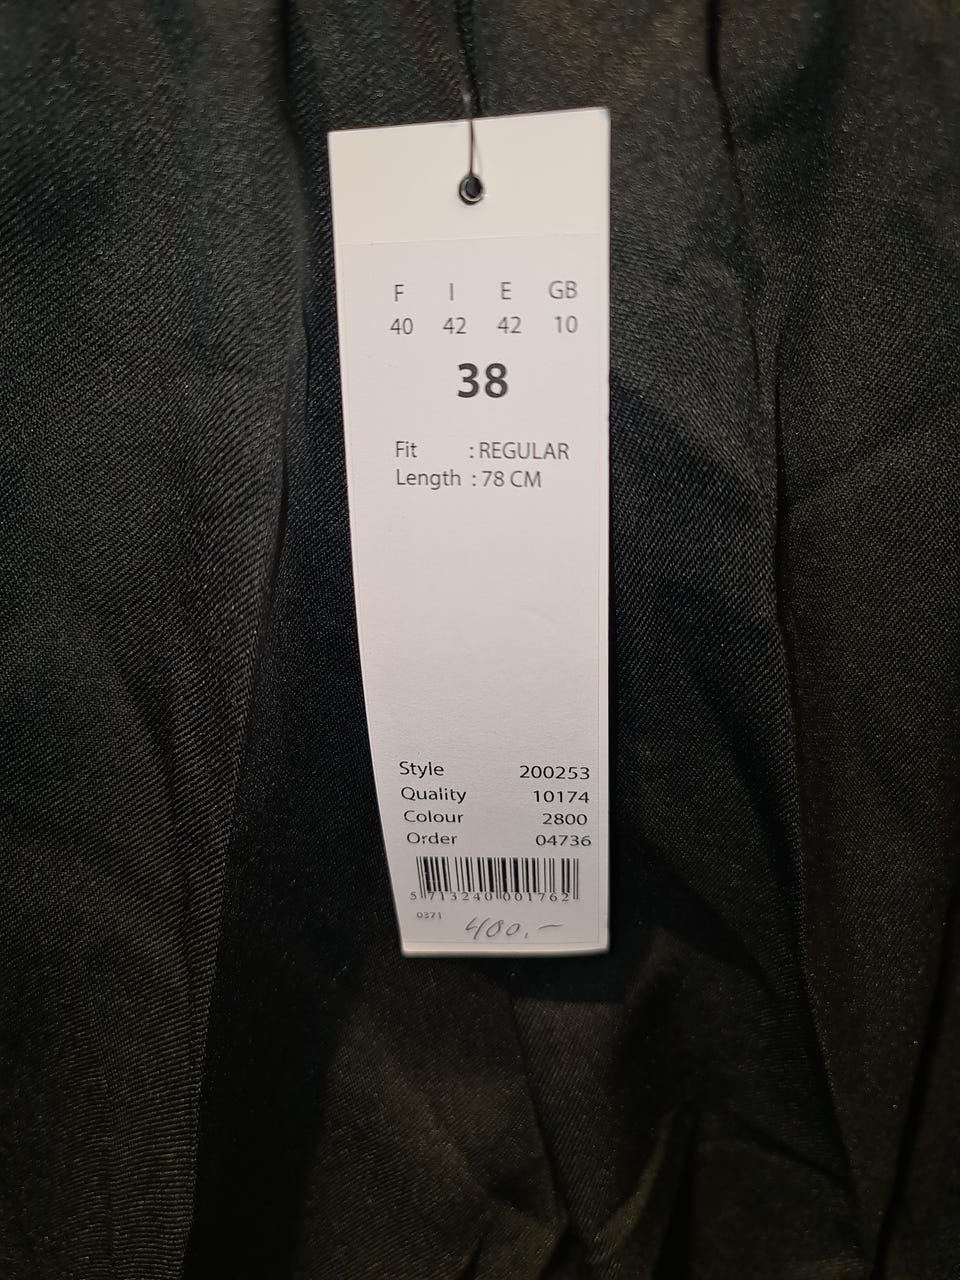 F I E GB
40 42 42 10
38
Fit : REGULAR
Length : 78 CM
Style 200253
Quality 10174
Colour 2800
Order 04736
5 713240 001762
0371
400,-